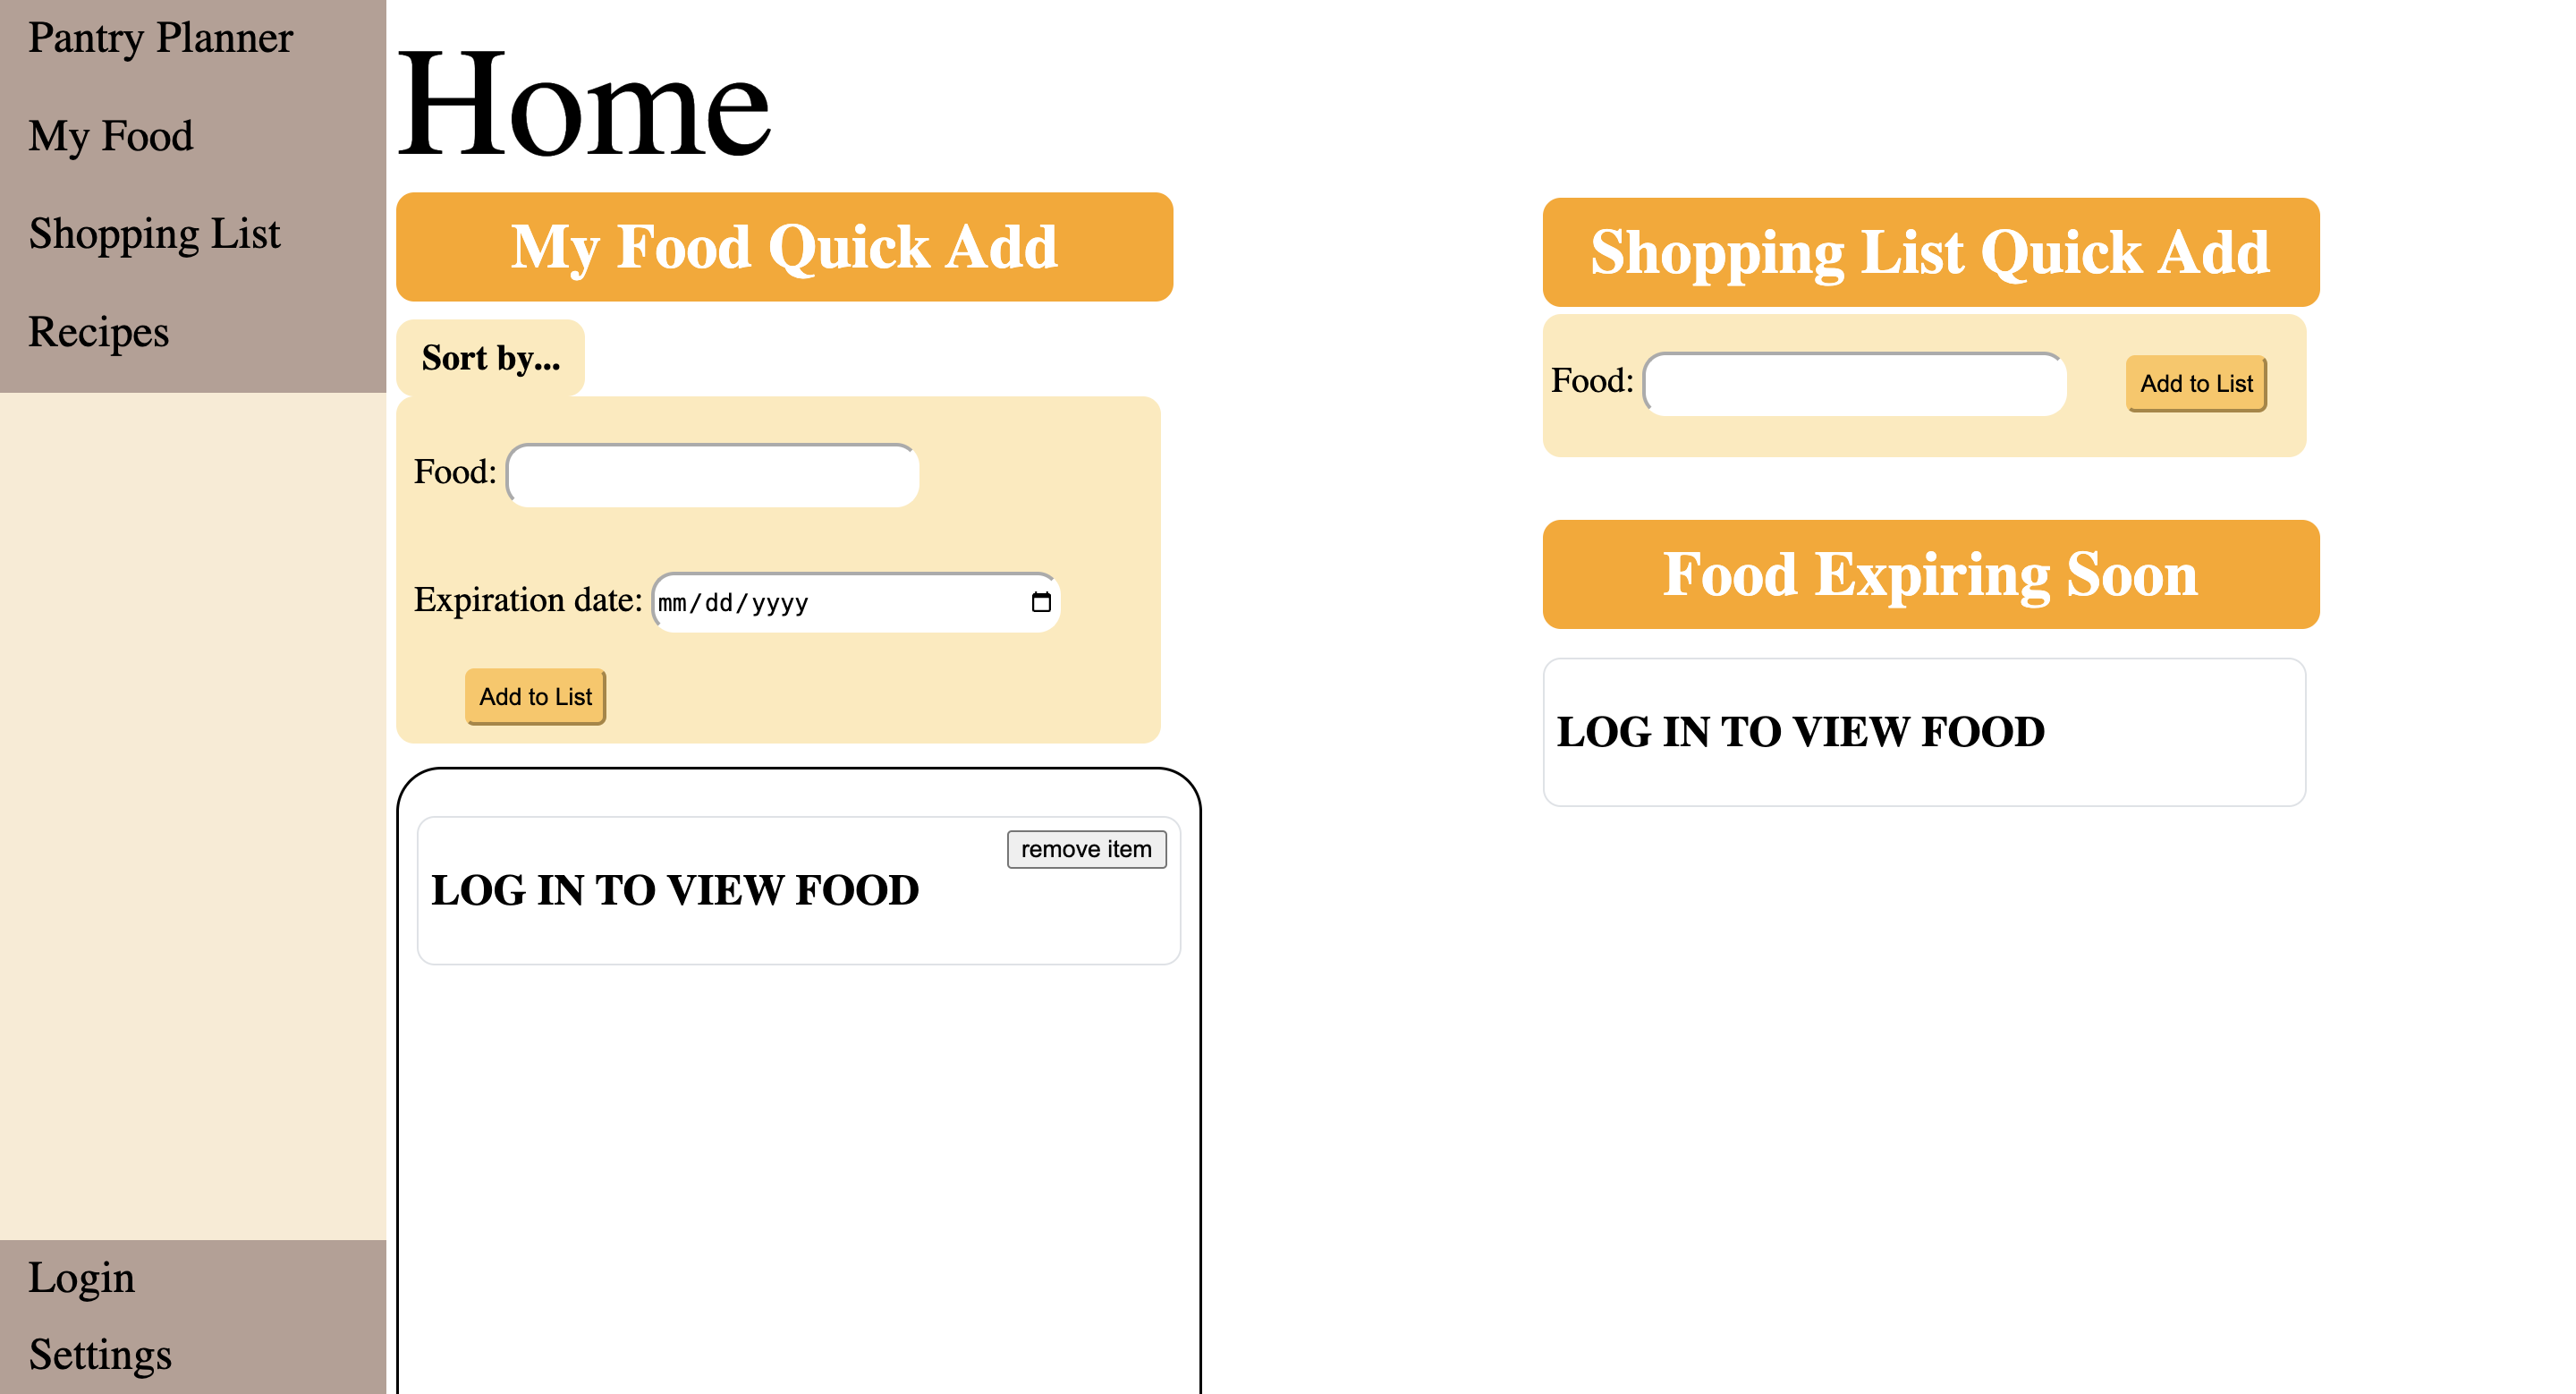 Pantry Planner
My Food
Shopping List
Recipes
Login
Settings
Home
My Food Quick Add
Sort by...
Food:
Expiration date: mm/dd/yyyy
Add to List
remove item
LOG IN TO VIEW FOOD
Shopping List Quick Add
Food: Add to List
Food Expiring Soon
LOG IN TO VIEW FOOD